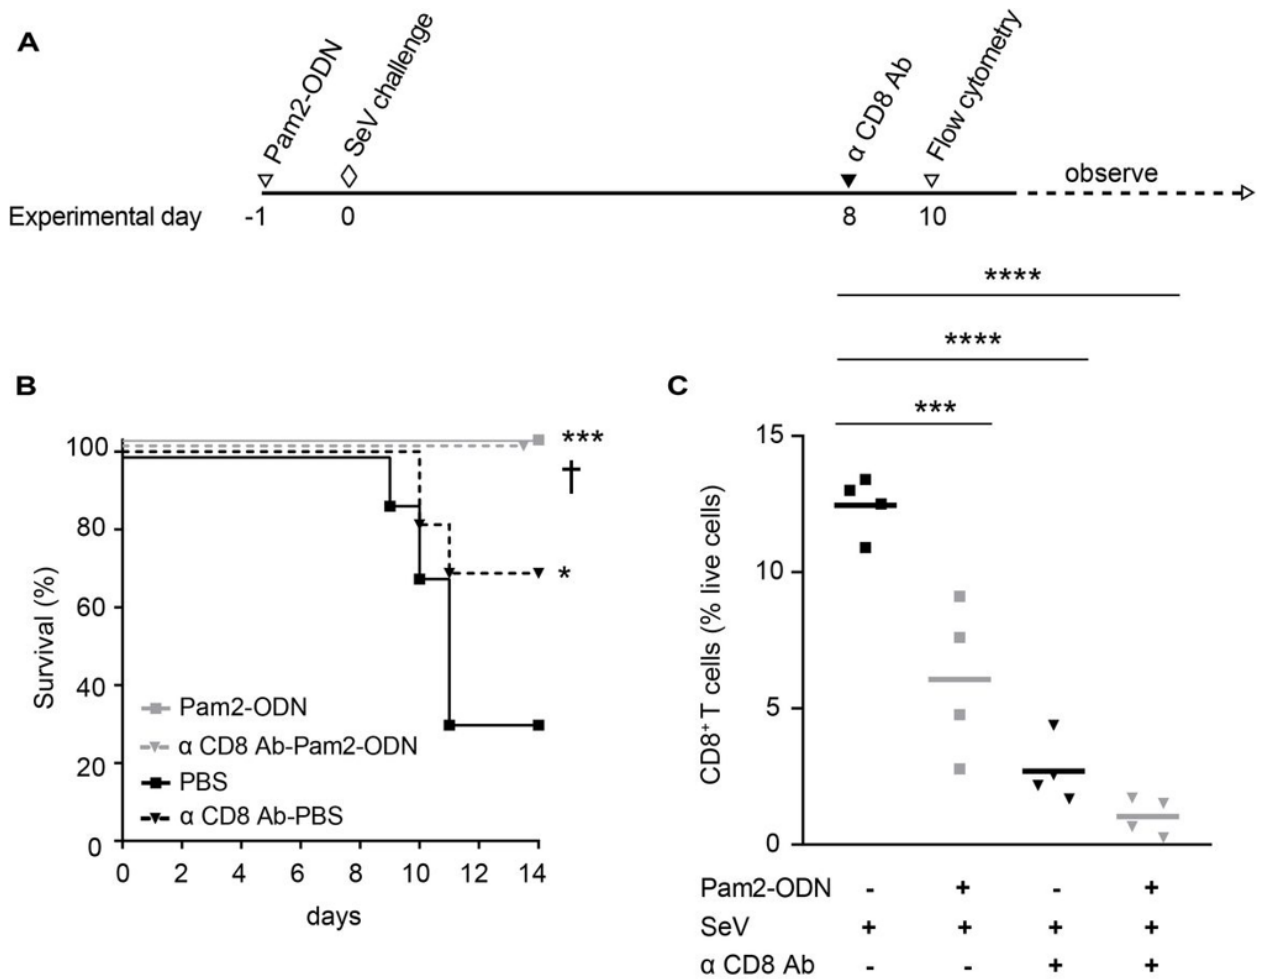 A
Pam2-ODN
SeV challenge
α CD8 Ab
Flow cytometry
observe
Experimental day
-1
0
8
10
B
100
80
60
40
20
0
Survival (%)
***
†
*
Pam2-ODN
α CD8 Ab-Pam2-ODN
PBS
α CD8 Ab-PBS
0 2 4 6 8 10 12 14
days
C
****
****
***
15
10
5
0
CD8⁺T cells (% live cells)
Pam2-ODN - + - +
SeV + + + +
α CD8 Ab - - + +